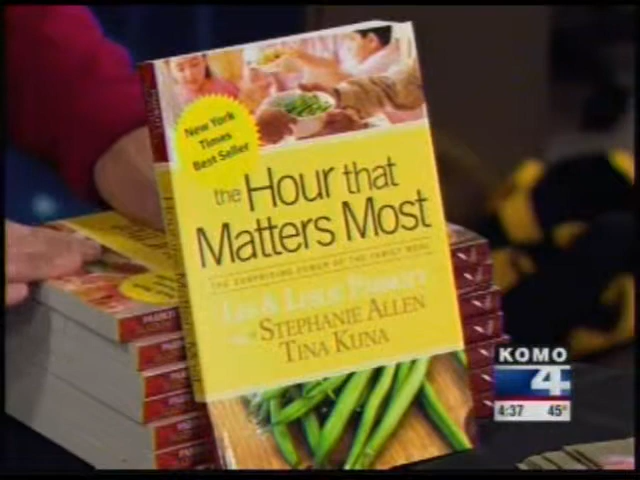 New York
Times
Best Seller
the Hour that
Matters Most
THE SURPRISING POWER OF THE FAMILY MEAL
Les & Leslie Parrott
STEPHANIE ALLEN
TINA KUNA
KOMO
4
4:37 45°